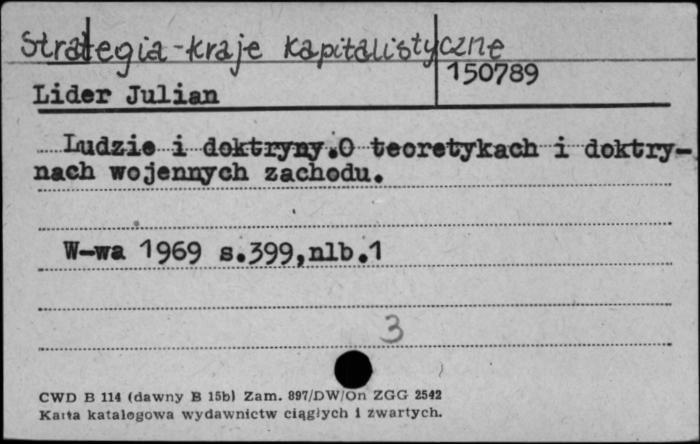 Strategia-kraje kapitalistyczne
150789
Lider Julian
Ludzie i doktryny.O teoretykach i doktry-
nach wojennych zachodu.
W-wa 1969 s.399,nlb.1
3
CWD B 114 (dawny B 15b) Zam. 897/DW/On ZGG 2542
Karta katalogowa wydawnictw ciągłych i zwartych.